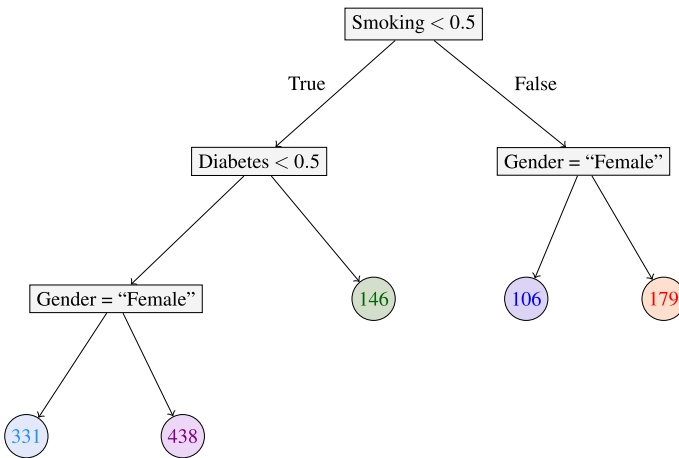 Smoking < 0.5
True
False
Diabetes < 0.5
Gender = “Female”
Gender = “Female”
146
106
179
331
438